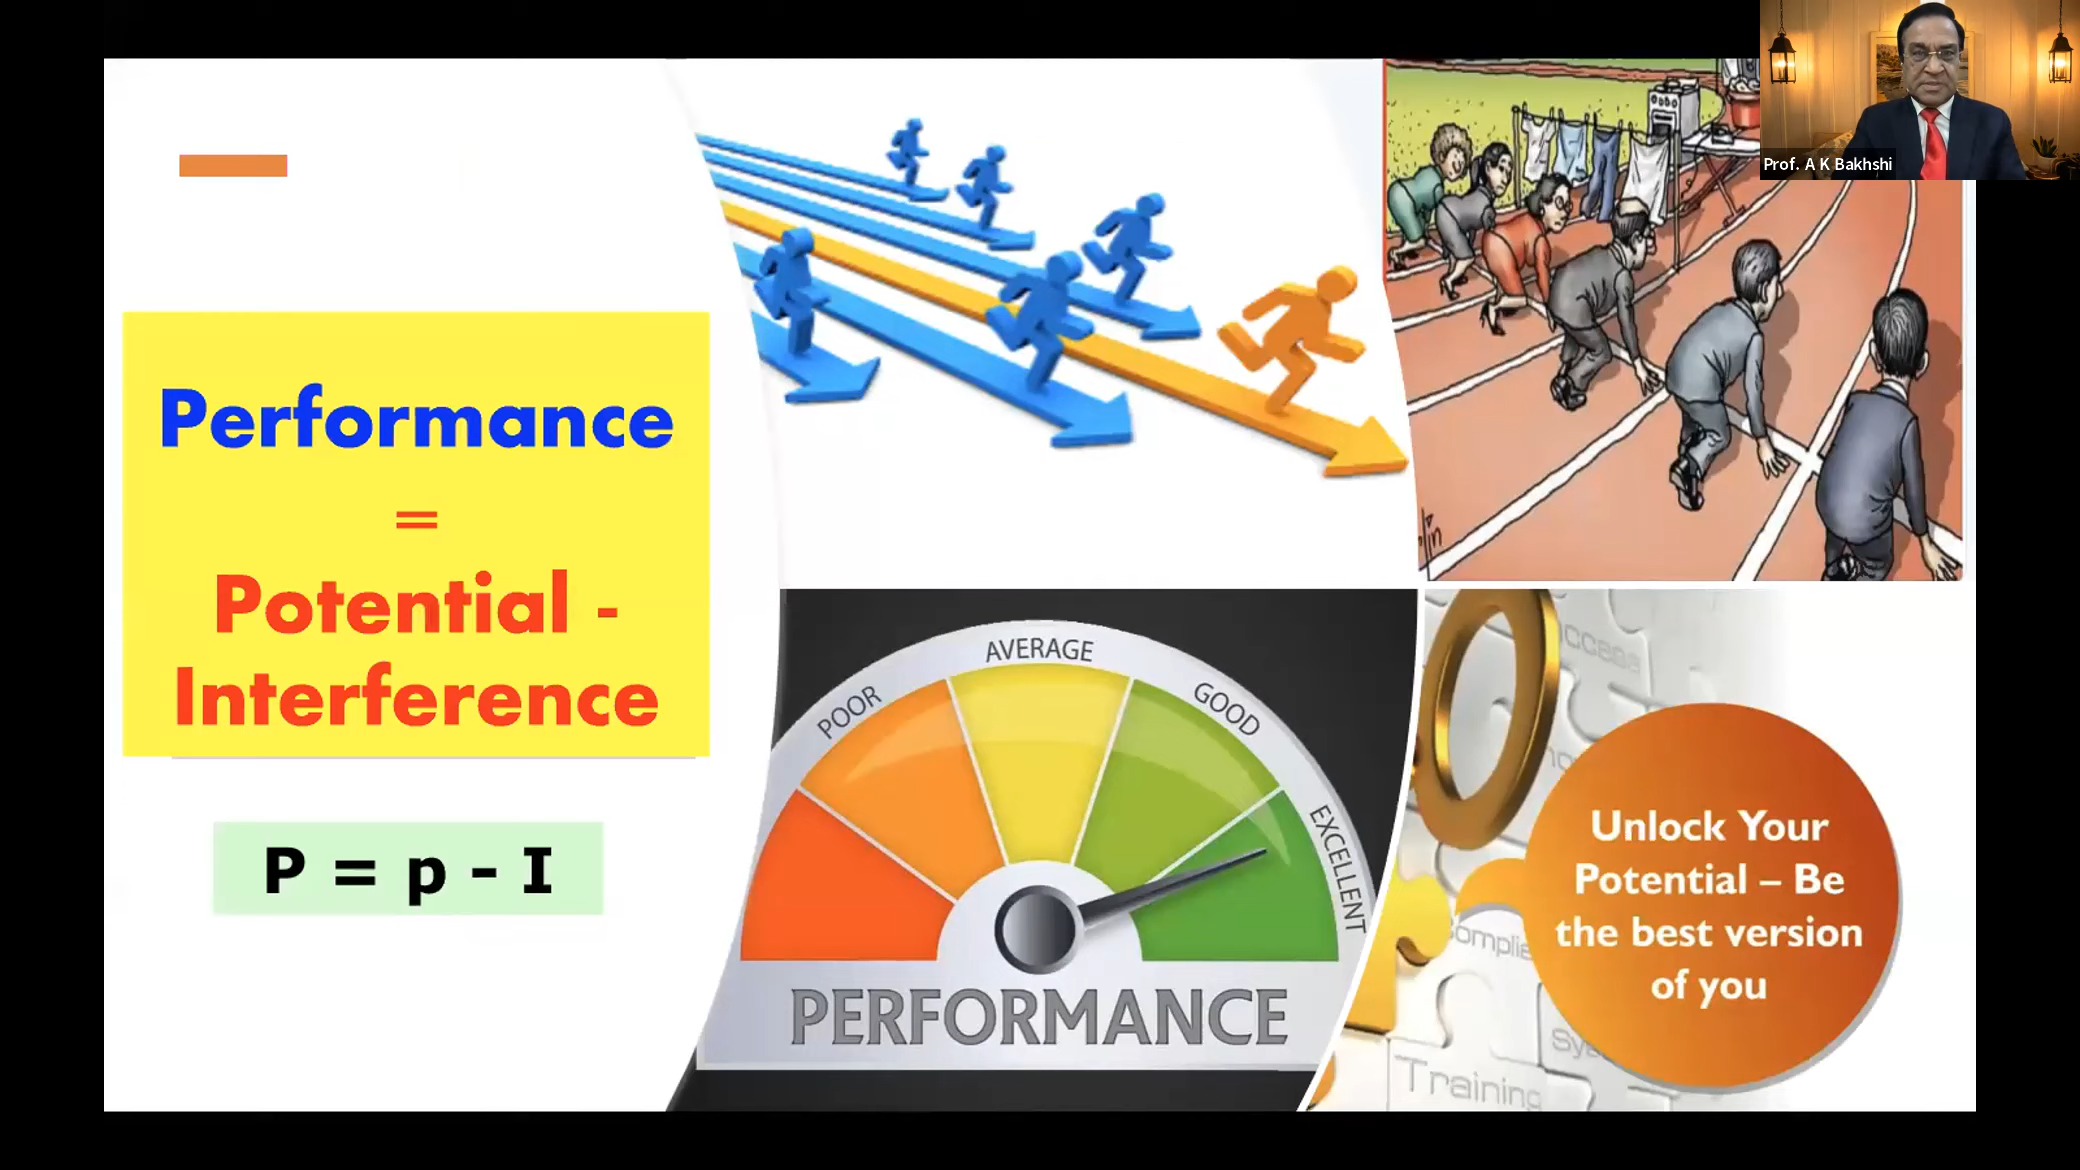 Prof. A K Bakhshi
Performance
=
Potential -
Interference
P = p - I
POOR
AVERAGE
GOOD
EXCELLENT
PERFORMANCE
Unlock Your
Potential – Be
the best version
of you
Training